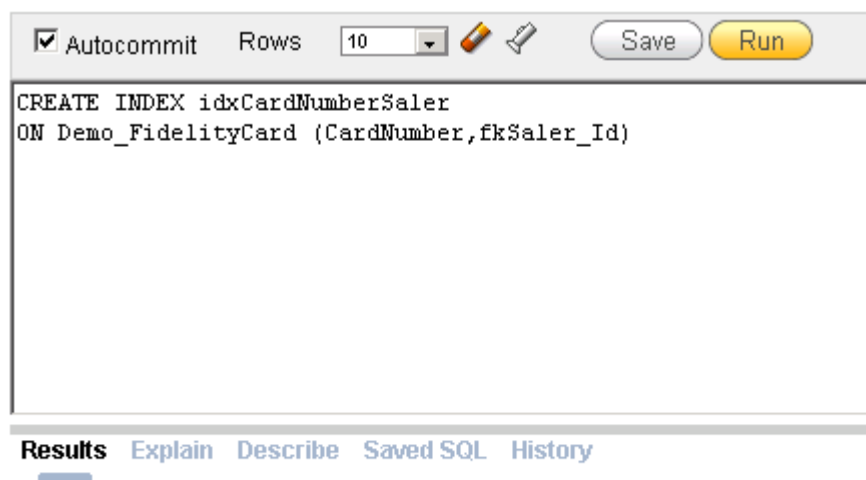 Autocommit Rows 10 Save Run
CREATE INDEX idxCardNumberSaler
ON Demo_FidelityCard (CardNumber,fkSaler_Id)
Results Explain Describe Saved SQL History